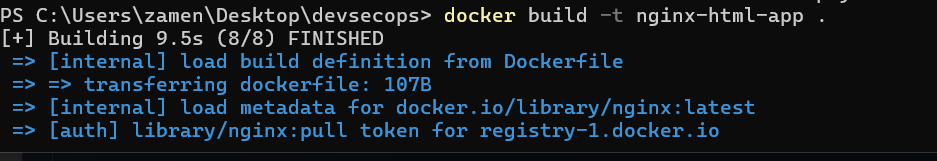 PS C:\Users\zamen\Desktop\devsecops> docker build -t nginx-html-app .
[+] Building 9.5s (8/8) FINISHED
 => [internal] load build definition from Dockerfile
 => => transferring dockerfile: 107B
 => [internal] load metadata for docker.io/library/nginx:latest
 => [auth] library/nginx:pull token for registry-1.docker.io